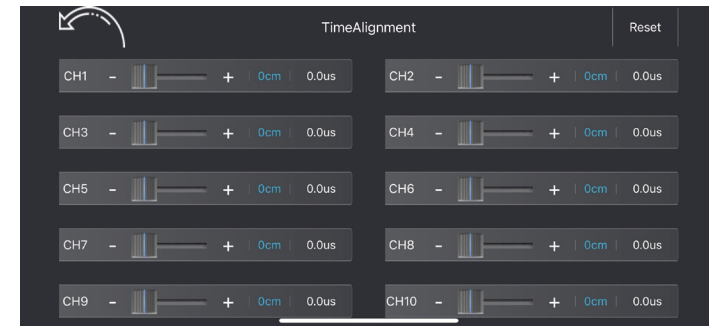 TimeAlignment Reset
CH1 - + 0cm 0.0us CH2 - + 0cm 0.0us
CH3 - + 0cm 0.0us CH4 - + 0cm 0.0us
CH5 - + 0cm 0.0us CH6 - + 0cm 0.0us
CH7 - + 0cm 0.0us CH8 - + 0cm 0.0us
CH9 - + 0cm 0.0us CH10 - + 0cm 0.0us